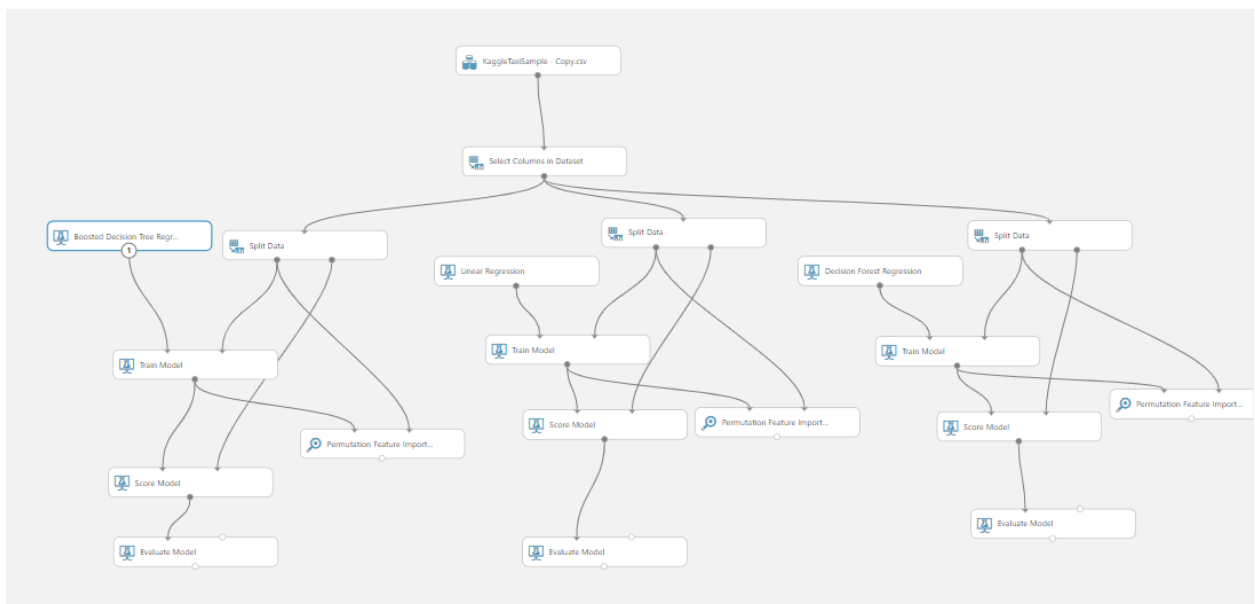 KaggleTaxiSample - Copy.csv
Select Columns in Dataset
Boosted Decision Tree Regr...
1
Split Data
Split Data
Split Data
Linear Regression
Decision Forest Regression
Train Model
Train Model
Train Model
Permutation Feature Import...
Permutation Feature Import...
Permutation Feature Import...
Score Model
Score Model
Score Model
Evaluate Model
Evaluate Model
Evaluate Model